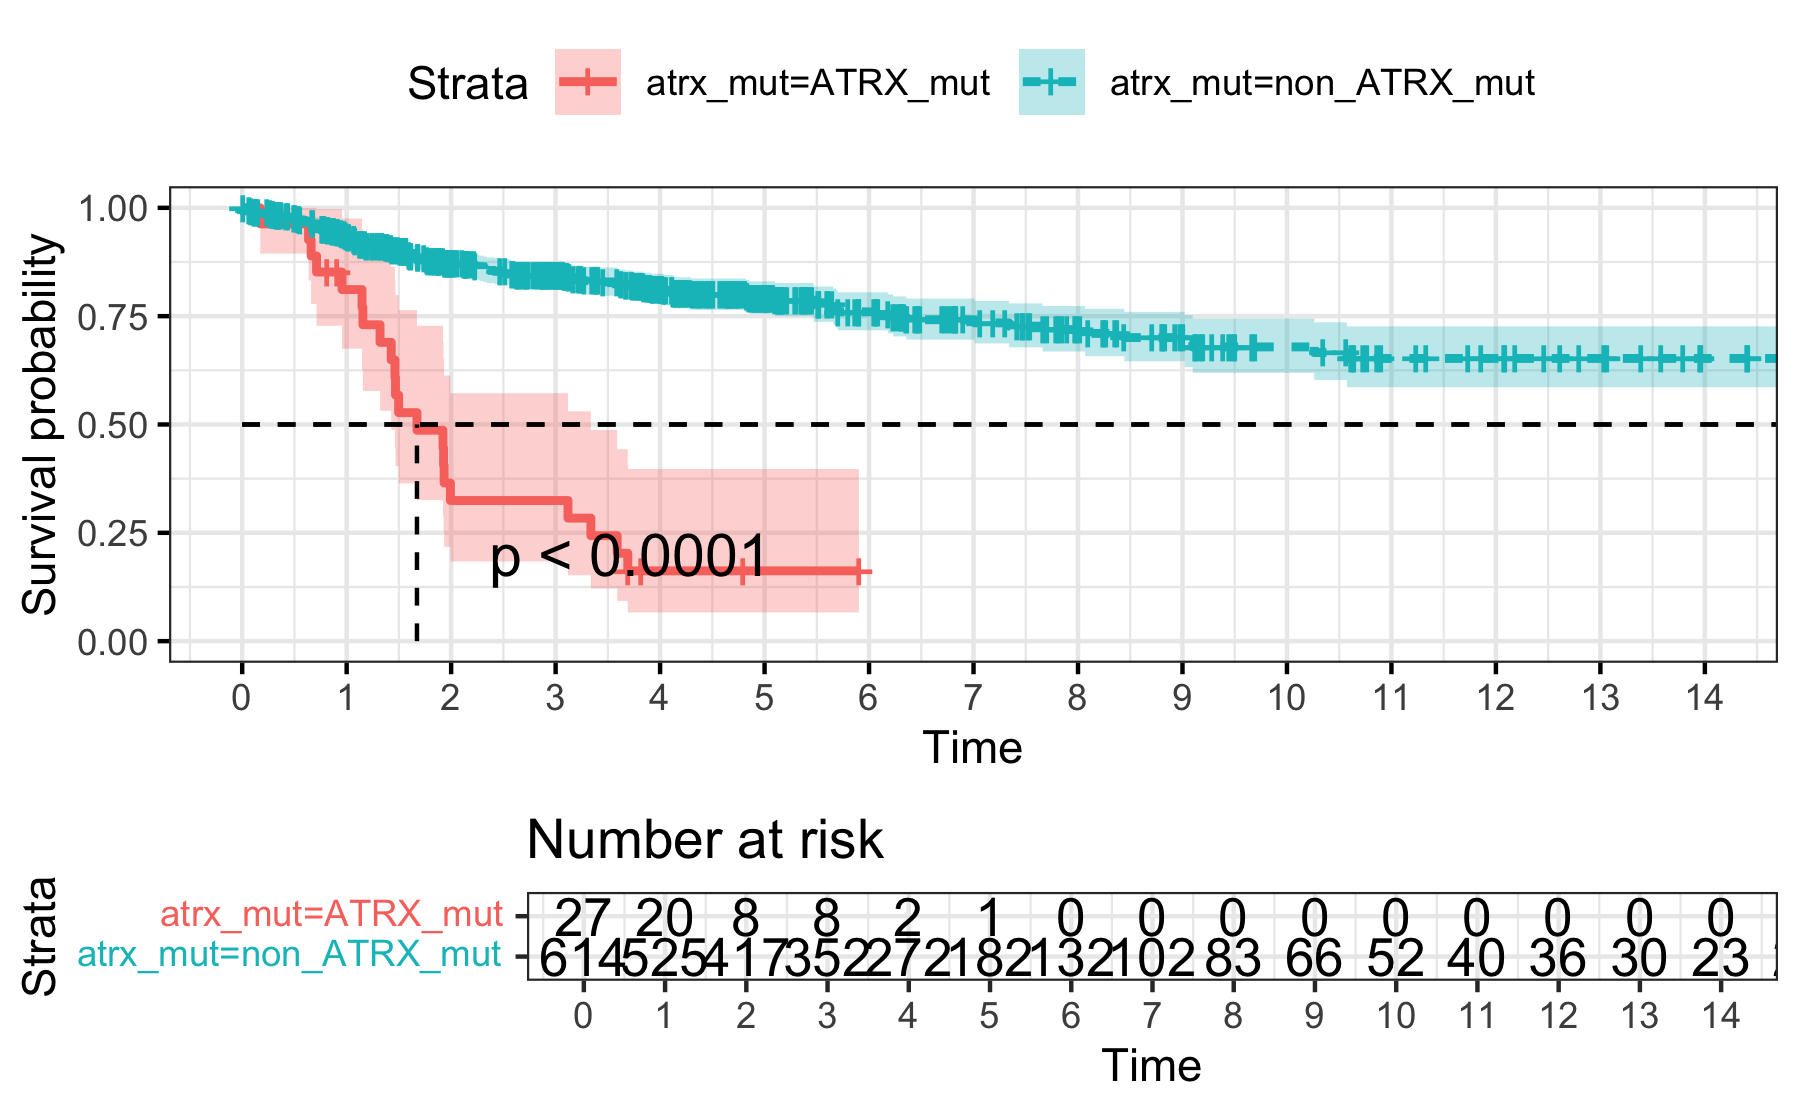 Strata atrx_mut=ATRX_mut atrx_mut=non_ATRX_mut
Survival probability
1.00
0.75
0.50
0.25
0.00
p < 0.0001
0 1 2 3 4 5 6 7 8 9 10 11 12 13 14
Time
Number at risk
Strata
atrx_mut=ATRX_mut 27 20 8 8 2 1 0 0 0 0 0 0 0 0 0
atrx_mut=non_ATRX_mut 614 525 417 352 272 182 132 102 83 66 52 40 36 30 23
0 1 2 3 4 5 6 7 8 9 10 11 12 13 14
Time